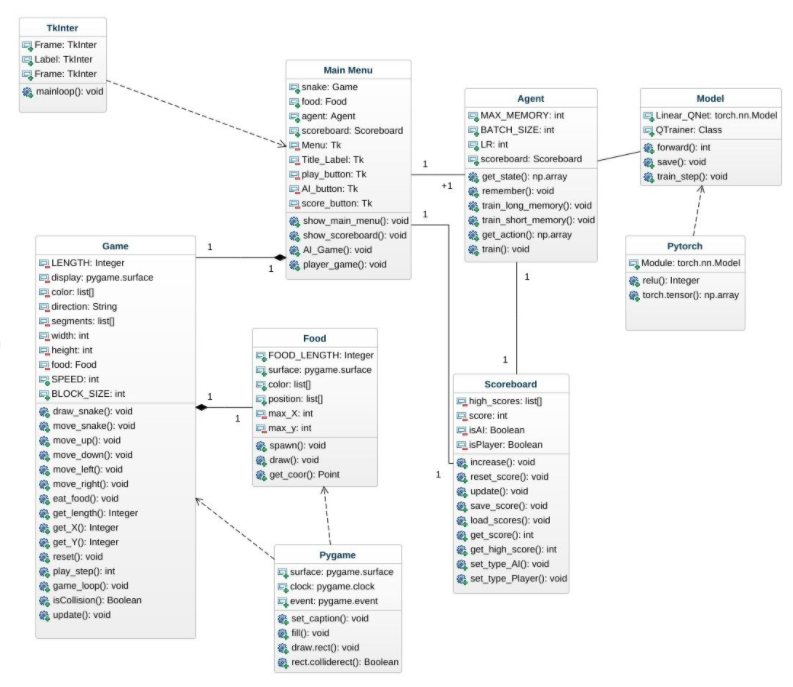 TkInter
Frame: TkInter
Label: TkInter
Frame: TkInter
mainloop(): void
Main Menu
snake: Game
food: Food
agent: Agent
scoreboard: Scoreboard
Menu: Tk
Title_Label: Tk
play_button: Tk
AI_button: Tk
score_button: Tk
show_main_menu(): void
show_scoreboard(): void
AI_Game(): void
player_game(): void
1
+1
1
1
Agent
MAX_MEMORY: int
BATCH_SIZE: int
LR: int
scoreboard: Scoreboard
get_state(): np.array
remember(): void
train_long_memory(): void
train_short_memory(): void
get_action(): np.array
train(): void
Model
Linear_QNet: torch.nn.Model
QTrainer: Class
forward(): int
save(): void
train_step(): void
Pytorch
Module: torch.nn.Model
relu(): Integer
torch.tensor(): np.array
1
1
Game
LENGTH: Integer
display: pygame.surface
color: list[]
direction: String
segments: list[]
width: int
height: int
food: Food
SPEED: int
BLOCK_SIZE: int
draw_snake(): void
move_snake(): void
move_up(): void
move_down(): void
move_left(): void
move_right(): void
eat_food(): void
get_length(): Integer
get_X(): Integer
get_Y(): Integer
reset(): void
play_step(): int
game_loop(): void
isCollision(): Boolean
update(): void
1
1
1
1
Food
FOOD_LENGTH: Integer
surface: pygame.surface
color: list[]
position: list[]
max_X: int
max_y: int
spawn(): void
draw(): void
get_coor(): Point
Scoreboard
high_scores: list[]
score: int
isAI: Boolean
isPlayer: Boolean
increase(): void
reset_score(): void
update(): void
save_score(): void
load_scores(): void
get_score(): int
get_high_score(): int
set_type_AI(): void
set_type_Player(): void
Pygame
surface: pygame.surface
clock: pygame.clock
event: pygame.event
set_caption(): void
fill(): void
draw.rect(): void
rect.colliderect(): Boolean